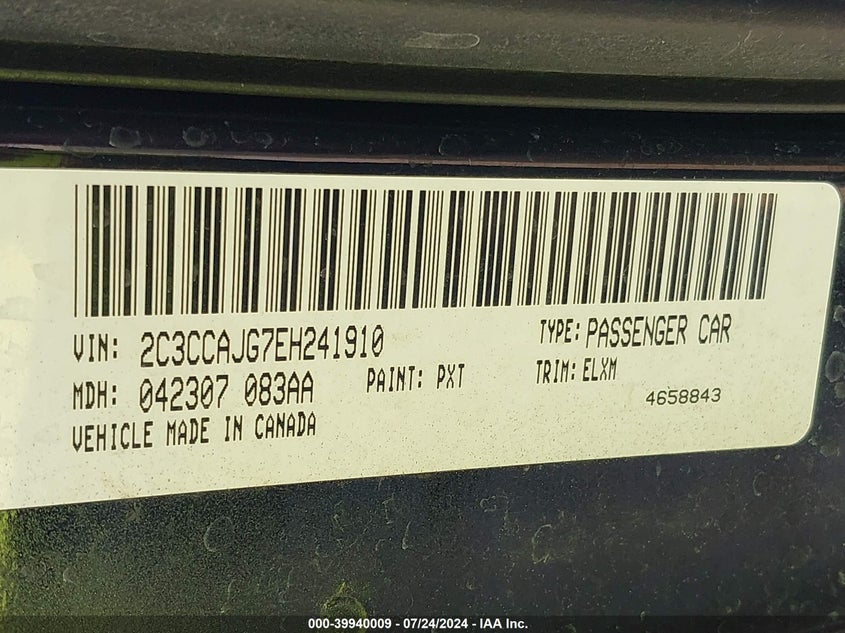 VIN: 2C3CCAJG7EH241910 TYPE: PASSENGER CAR
MDH: 042307 083AA PAINT: PXT TRIM: ELXM
VEHICLE MADE IN CANADA 4658843
000-39940009 - 07/24/2024 - IAA Inc.